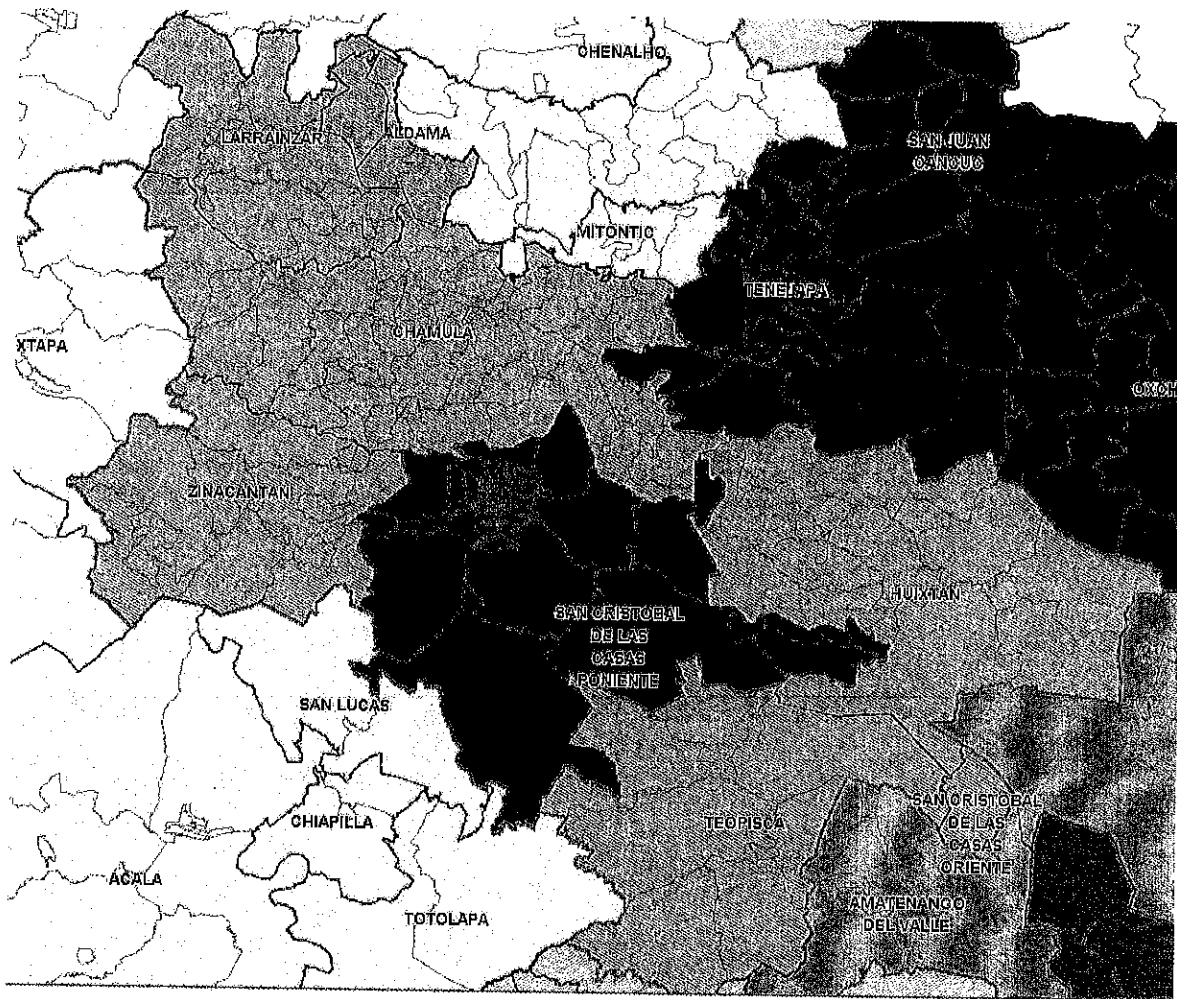 CHENALHO
LARRAINZAR
ALDAMA
SAN JUAN
CANCUC
MITONTIC
TENEJAPA
CHAMULA
XTAPA
OXCH
ZINACANTAN
HUIXTAN
SAN CRISTOBAL
DE LAS
CASAS
PONIENTE
SAN LUCAS
SAN CRISTOBAL
DE LAS
CASAS
ORIENTE
CHIAPILLA
TEOPISCA
ACALA
AMATENANGO
DEL VALLE
TOTOLAPA